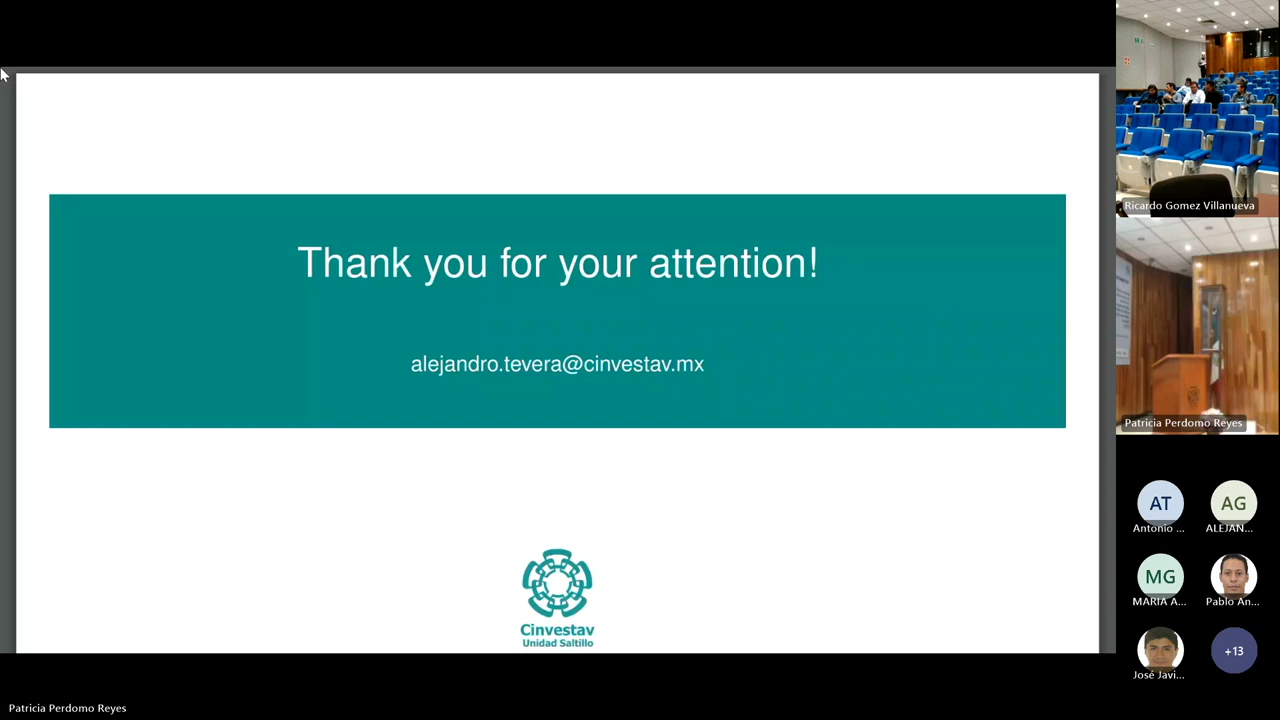 Thank you for your attention!
alejandro.tevera@cinvestav.mx
Cinvestav
Unidad Saltillo
Ricardo Gomez Villanueva
Patricia Perdomo Reyes
AT
Antonio ...
AG
ALEJAN...
MG
MARIA A...
Pablo An...
José Javi...
+13
Patricia Perdomo Reyes